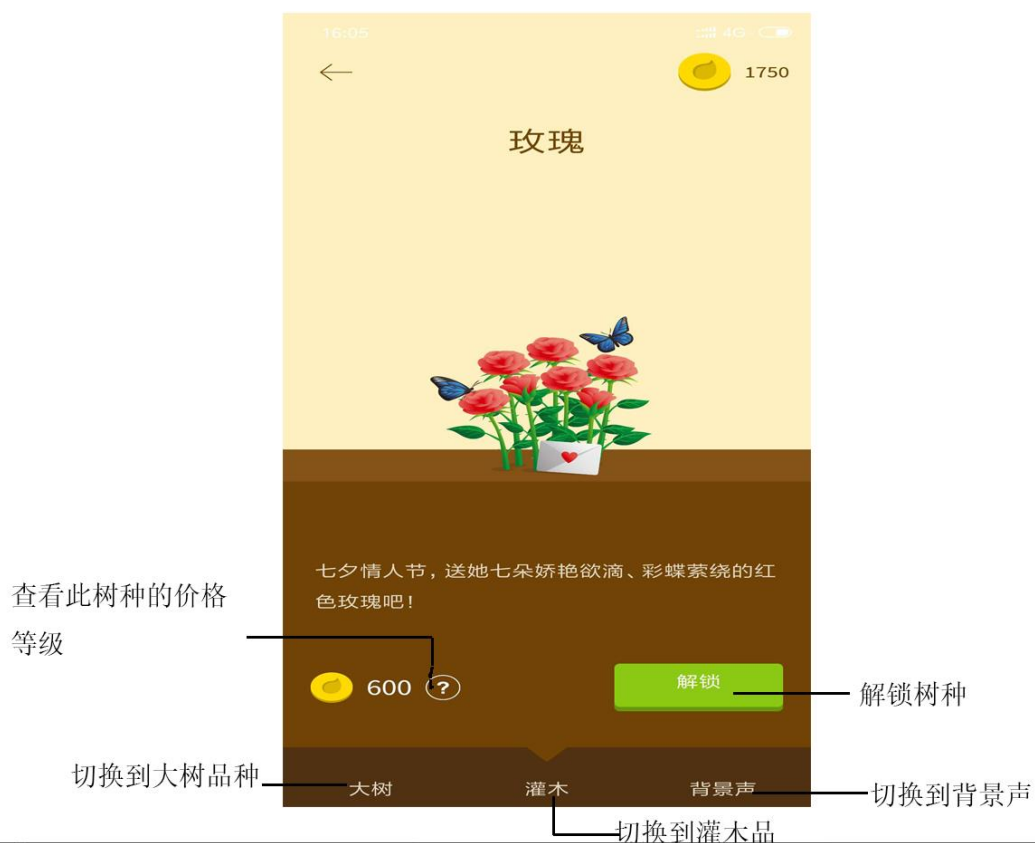 16:05
4G
1750
玫瑰
七夕情人节，送她七朵娇艳欲滴、彩蝶萦绕的红
色玫瑰吧！
查看此树种的价格
等级
600
?
解锁
解锁树种
切换到大树品种
大树
灌木
背景声
切换到背景声
切换到灌木品